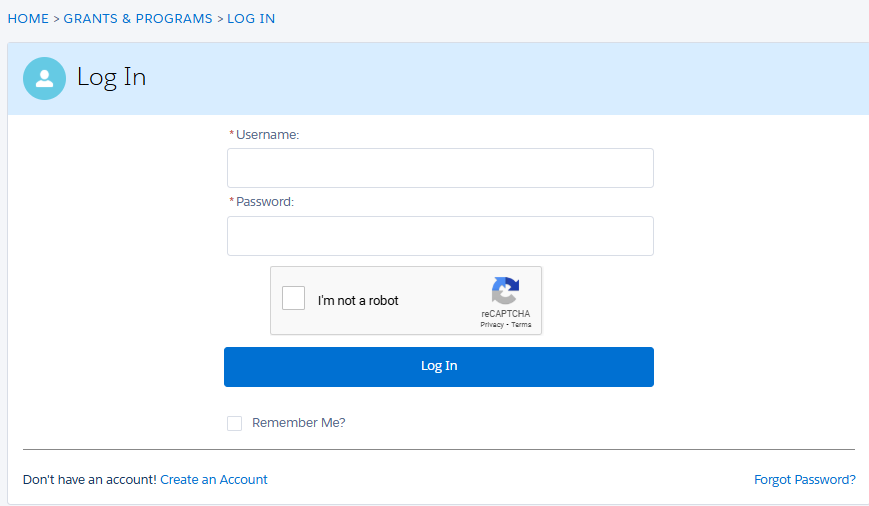 HOME > GRANTS & PROGRAMS > LOG IN
Log In
*Username:
*Password:
I'm not a robot
reCAPTCHA
Privacy - Terms
Log In
Remember Me?
Don't have an account! Create an Account
Forgot Password?